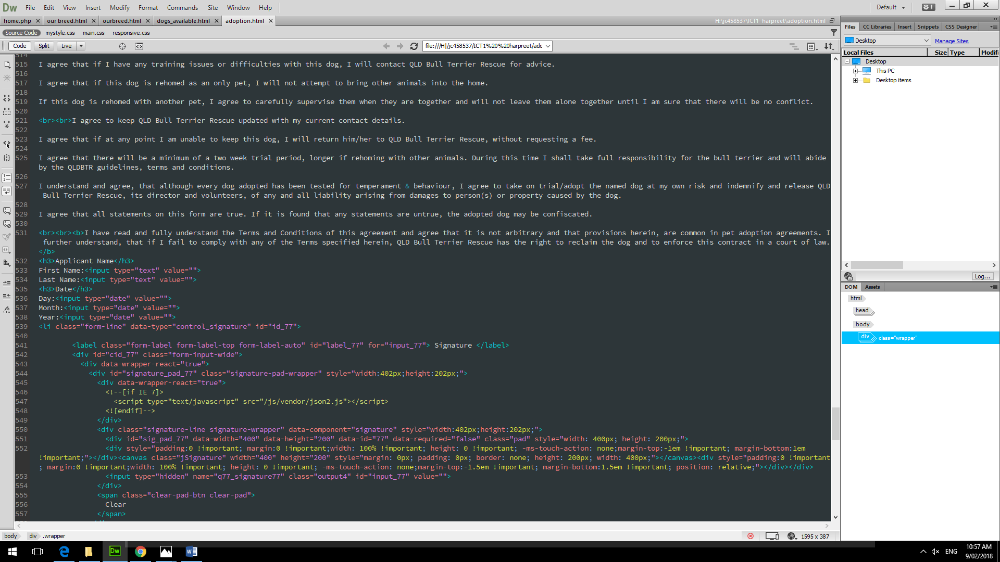 Dw File Edit View Insert Modify Format Commands Site Window Help Default
home.php × our breed.html × ourbreed.html × dogs_available.html × adoption.html × H:\jc458537\ICT1 harpreet\adoption.html
Source Code mystyle.css main.css responsive.css
Code Split Live file:///H|/jc458537/ICT1%20%20harpreet/adc
514
515 I agree that if I have any training issues or difficulties with this dog, I will contact QLD Bull Terrier Rescue for advice.
516
517 I agree that if this dog is rehomed as an only pet, I will not attempt to bring other animals into the home.
518
519 If this dog is rehomed with another pet, I agree to carefully supervise them when they are together and will not leave them alone together until I am sure that there will be no conflict.
520
521 <br><br>I agree to keep QLD Bull Terrier Rescue updated with my current contact details.
522
523 I agree that if at any point I am unable to keep this dog, I will return him/her to QLD Bull Terrier Rescue, without requesting a fee.
524
525 I agree that there will be a minimum of a two week trial period, longer if rehoming with other animals. During this time I shall take full responsibility for the bull terrier and will abide
by the QLDBTR guidelines, terms and conditions.
526
527 I understand and agree, that although every dog adopted has been tested for temperament & behaviour, I agree to take on trial/adopt the named dog at my own risk and indemnify and release QLD
Bull Terrier Rescue, its director and volunteers, of any and all liability arising from damages to person(s) or property caused by the dog.
528
529 I agree that all statements on this form are true. If it is found that any statements are untrue, the adopted dog may be confiscated.
530
531 <br><br><b>I have read and fully understand the Terms and Conditions of this agreement and agree that it is not arbitrary and that provisions herein, are common in pet adoption agreements. I
further understand, that if I fail to comply with any of the Terms specified herein, QLD Bull Terrier Rescue has the right to reclaim the dog and to enforce this contract in a court of law.
</b>
532 <h3>Applicant Name</h3>
533 First Name:<input type="text" value="">
534 Last Name:<input type="text" value="">
535 <h3>Date</h3>
536 Day:<input type="date" value="">
537 Month:<input type="date" value="">
538 Year:<input type="date" value="">
539 <li class="form-line" data-type="control_signature" id="id_77">
540
541 <label class="form-label form-label-top form-label-auto" id="label_77" for="input_77"> Signature </label>
542 <div id="cid_77" class="form-input-wide">
543 <div data-wrapper-react="true">
544 <div id="signature_pad_77" class="signature-pad-wrapper" style="width:402px;height:202px;">
545 <div data-wrapper-react="true">
546 <!--[if IE 7]>
547 <script type="text/javascript" src="/js/vendor/json2.js"></script>
548 <![endif]-->
549 </div>
550 <div class="signature-line signature-wrapper" data-component="signature" style="width:402px;height:202px;">
551 <div id="sig_pad_77" data-width="400" data-height="200" data-id="77" data-required="false" class="pad" style="width: 400px; height: 200px;">
552 <div style="padding:0 !important; margin:0 !important;width: 100% !important; height: 0 !important; -ms-touch-action: none;margin-top:-1em !important; margin-bottom:1em
!important;"></div><canvas class="jSignature" width="400" height="200" style="margin: 0px; padding: 0px; border: none; height: 200px; width: 400px;"></canvas><div style="padding:0 !important
; margin:0 !important;width: 100% !important; height: 0 !important; -ms-touch-action: none;margin-top:-1.5em !important; margin-bottom:1.5em !important; position: relative;"></div></div>
553 <input type="hidden" name="q77_signature77" class="output4" id="input_77" value="">
554 </div>
555 <span class="clear-pad-btn clear-pad">
556 Clear
557 </span>
body div .wrapper 1595 x 387
Files CC Libraries Insert Snippets CSS Designer
Desktop Manage Sites
Local Files Size Type Modifi
Desktop
This PC
Desktop items
Log...
DOM Assets
html
head
body
div class="wrapper"
Dw ENG 10:57 AM
9/02/2018